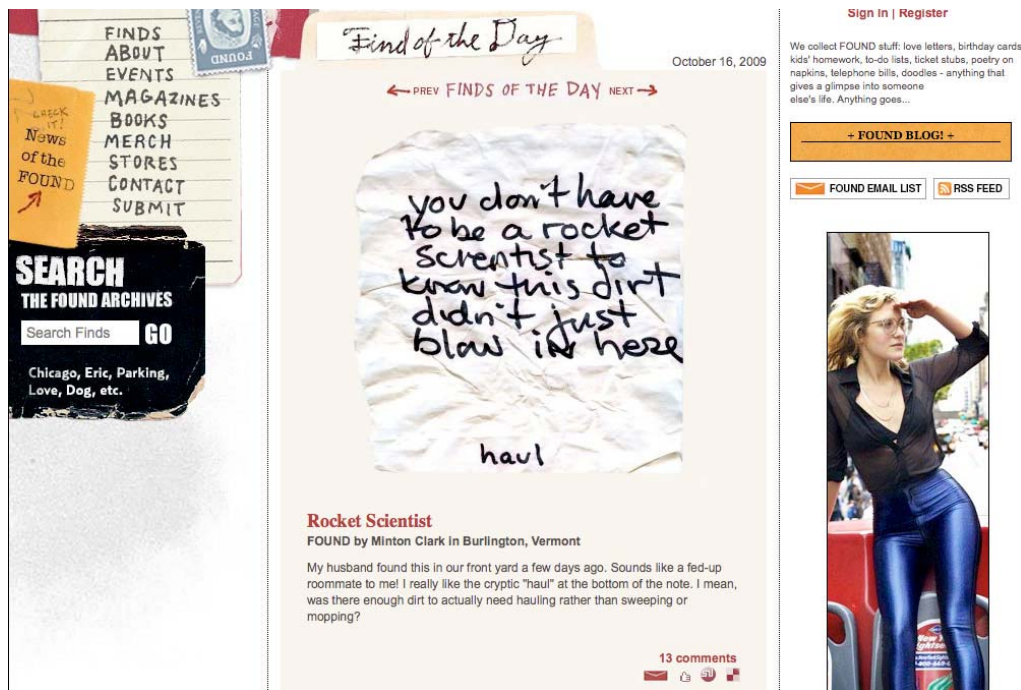 FOUND
FINDS
ABOUT
EVENTS
MAGAZINES
BOOKS
MERCH
STORES
CONTACT
SUBMIT
CHECK
IT!
News
of the
FOUND
SEARCH
THE FOUND ARCHIVES
Search Finds GO
Chicago, Eric, Parking,
Love, Dog, etc.
Find of the Day
October 16, 2009
PREV FINDS OF THE DAY NEXT
you don't have
to be a rocket
scientist to
know this dirt
didn't just
blow in here
haul
Rocket Scientist
FOUND by Minton Clark in Burlington, Vermont
My husband found this in our front yard a few days ago. Sounds like a fed-up
roommate to me! I really like the cryptic "haul" at the bottom of the note. I mean,
was there enough dirt to actually need hauling rather than sweeping or
mopping?
13 comments
Sign In | Register
We collect FOUND stuff: love letters, birthday cards
kids' homework, to-do lists, ticket stubs, poetry on
napkins, telephone bills, doodles - anything that
gives a glimpse into someone
else's life. Anything goes...
+ FOUND BLOG! +
FOUND EMAIL LIST
RSS FEED